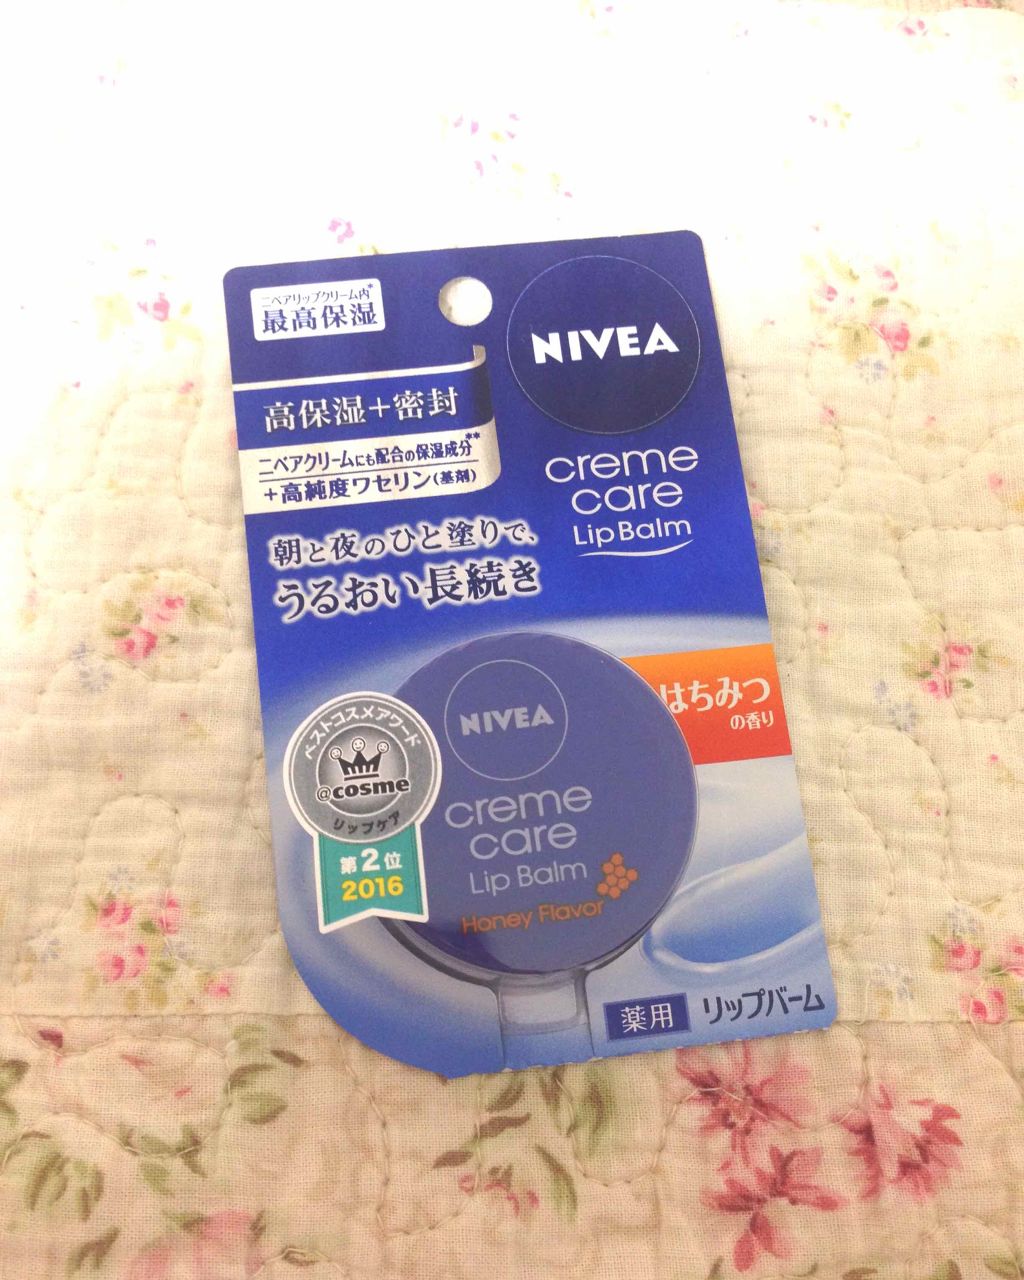 ニベアリップクリーム内*
最高保湿
高保湿+密封
ニベアクリームにも配合の保湿成分**
+高純度ワセリン(基剤)
朝と夜のひと塗りで、
うるおい長続き
NIVEA
creme
care
Lip Balm
はちみつ
の香り
NIVEA
creme
care
Lip Balm
Honey Flavor
ベストコスメアワード
@cosme
リップケア
第2位
2016
薬用 リップバーム